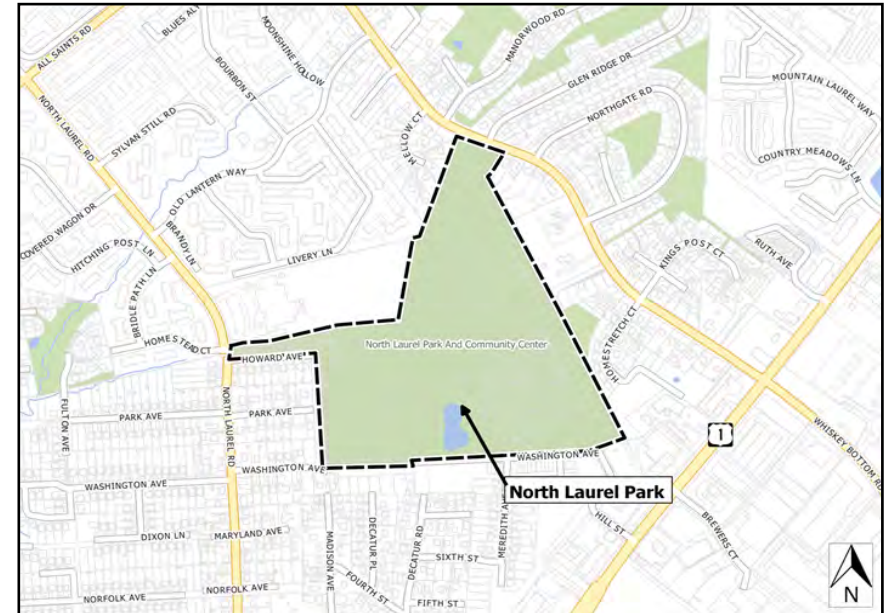 ALL SAINTS RD
BLUES AL
MOONSHINE HOLLOW
BOURBON ST
MANORWOOD RD
GLEN RIDGE DR
NORTHGATE RD
MOUNTAIN LAUREL WAY
COUNTRY MEADOWS LN
NORTH LAUREL RD
SYLVAN STILL RD
MELLOW CT
OLD LANTERN WAY
COVERED WAGON DR
HITCHING POST LN
BRANDY LN
BRIDLE PATH LN
LIVERY LN
KINGS POST CT
RUTH AVE
HOMESTEAD CT
HOWARD AVE
North Laurel Park And Community Center
HOMESTRETCH CT
FULTON AVE
PARK AVE
PARK AVE
NORTH LAUREL RD
WHISKEY BOTTOM RD
1
WASHINGTON AVE
WASHINGTON AVE
WASHINGTON AVE
North Laurel Park
DIXON LN
MARYLAND AVE
MADISON AVE
DECATUR PL
DECATUR RD
MEREDITH AVE
HILL ST
BREWERS CT
SIXTH ST
FOURTH ST
FIFTH ST
NORFOLK AVE
NORFOLK AVE
N